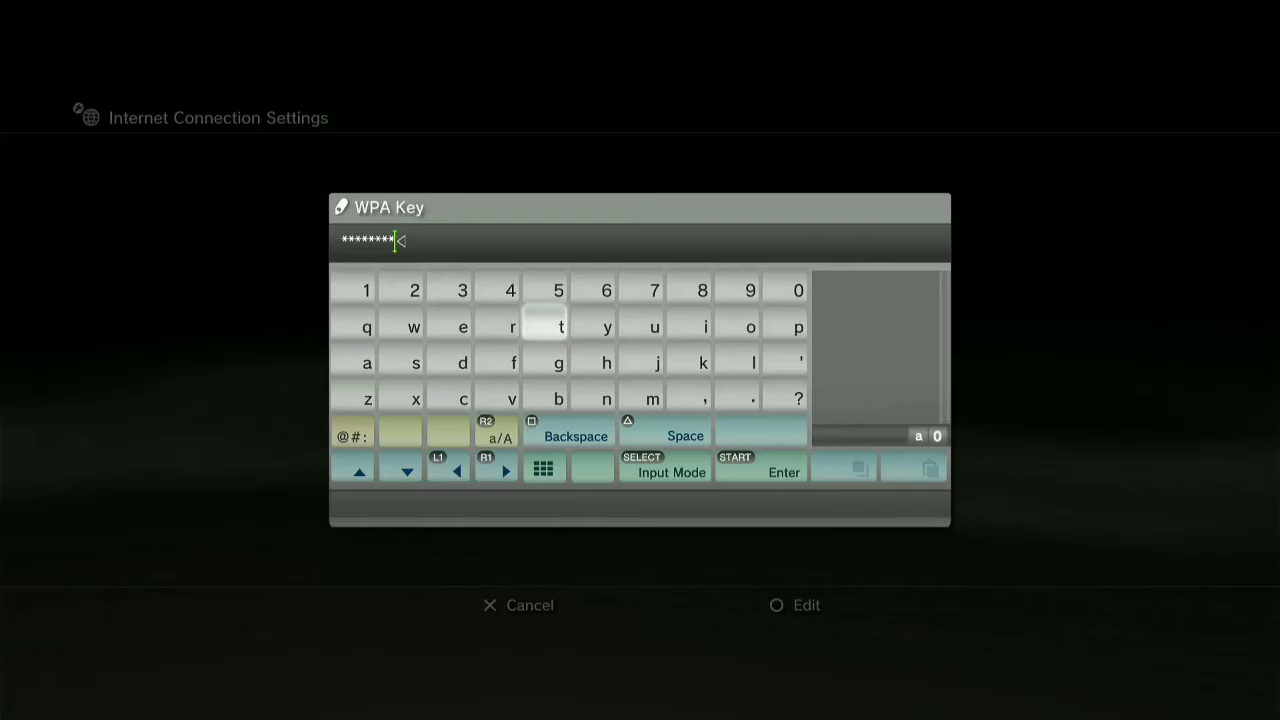 Internet Connection Settings
WPA Key
********
1 2 3 4 5 6 7 8 9 0
q w e r t y u i o p
a s d f g h j k l '
z x c v b n m , . ?
@#: R2 a/A Backspace Space a 0
L1 R1 SELECT Input Mode START Enter
Cancel Edit